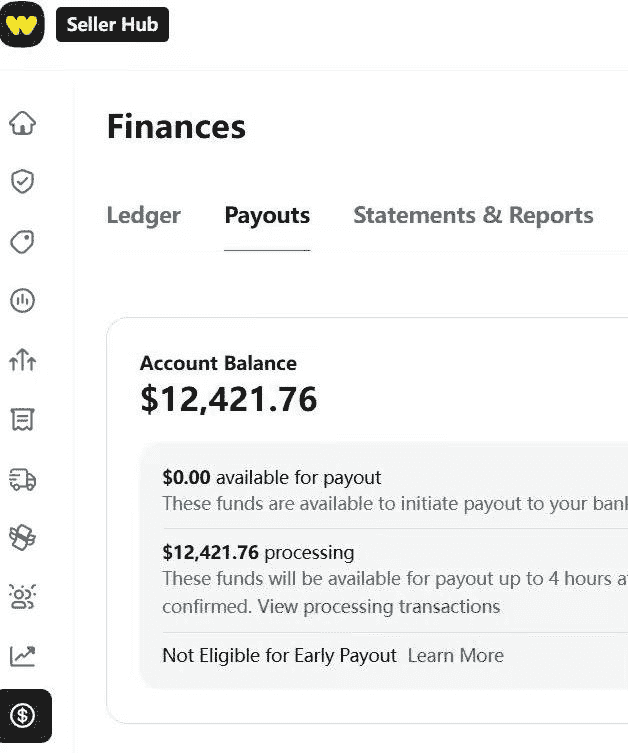 Seller Hub
Finances
Ledger Payouts Statements & Reports
Account Balance
$12,421.76
$0.00 available for payout
These funds are available to initiate payout to your bank
$12,421.76 processing
These funds will be available for payout up to 4 hours
confirmed. View processing transactions
Not Eligible for Early Payout Learn More